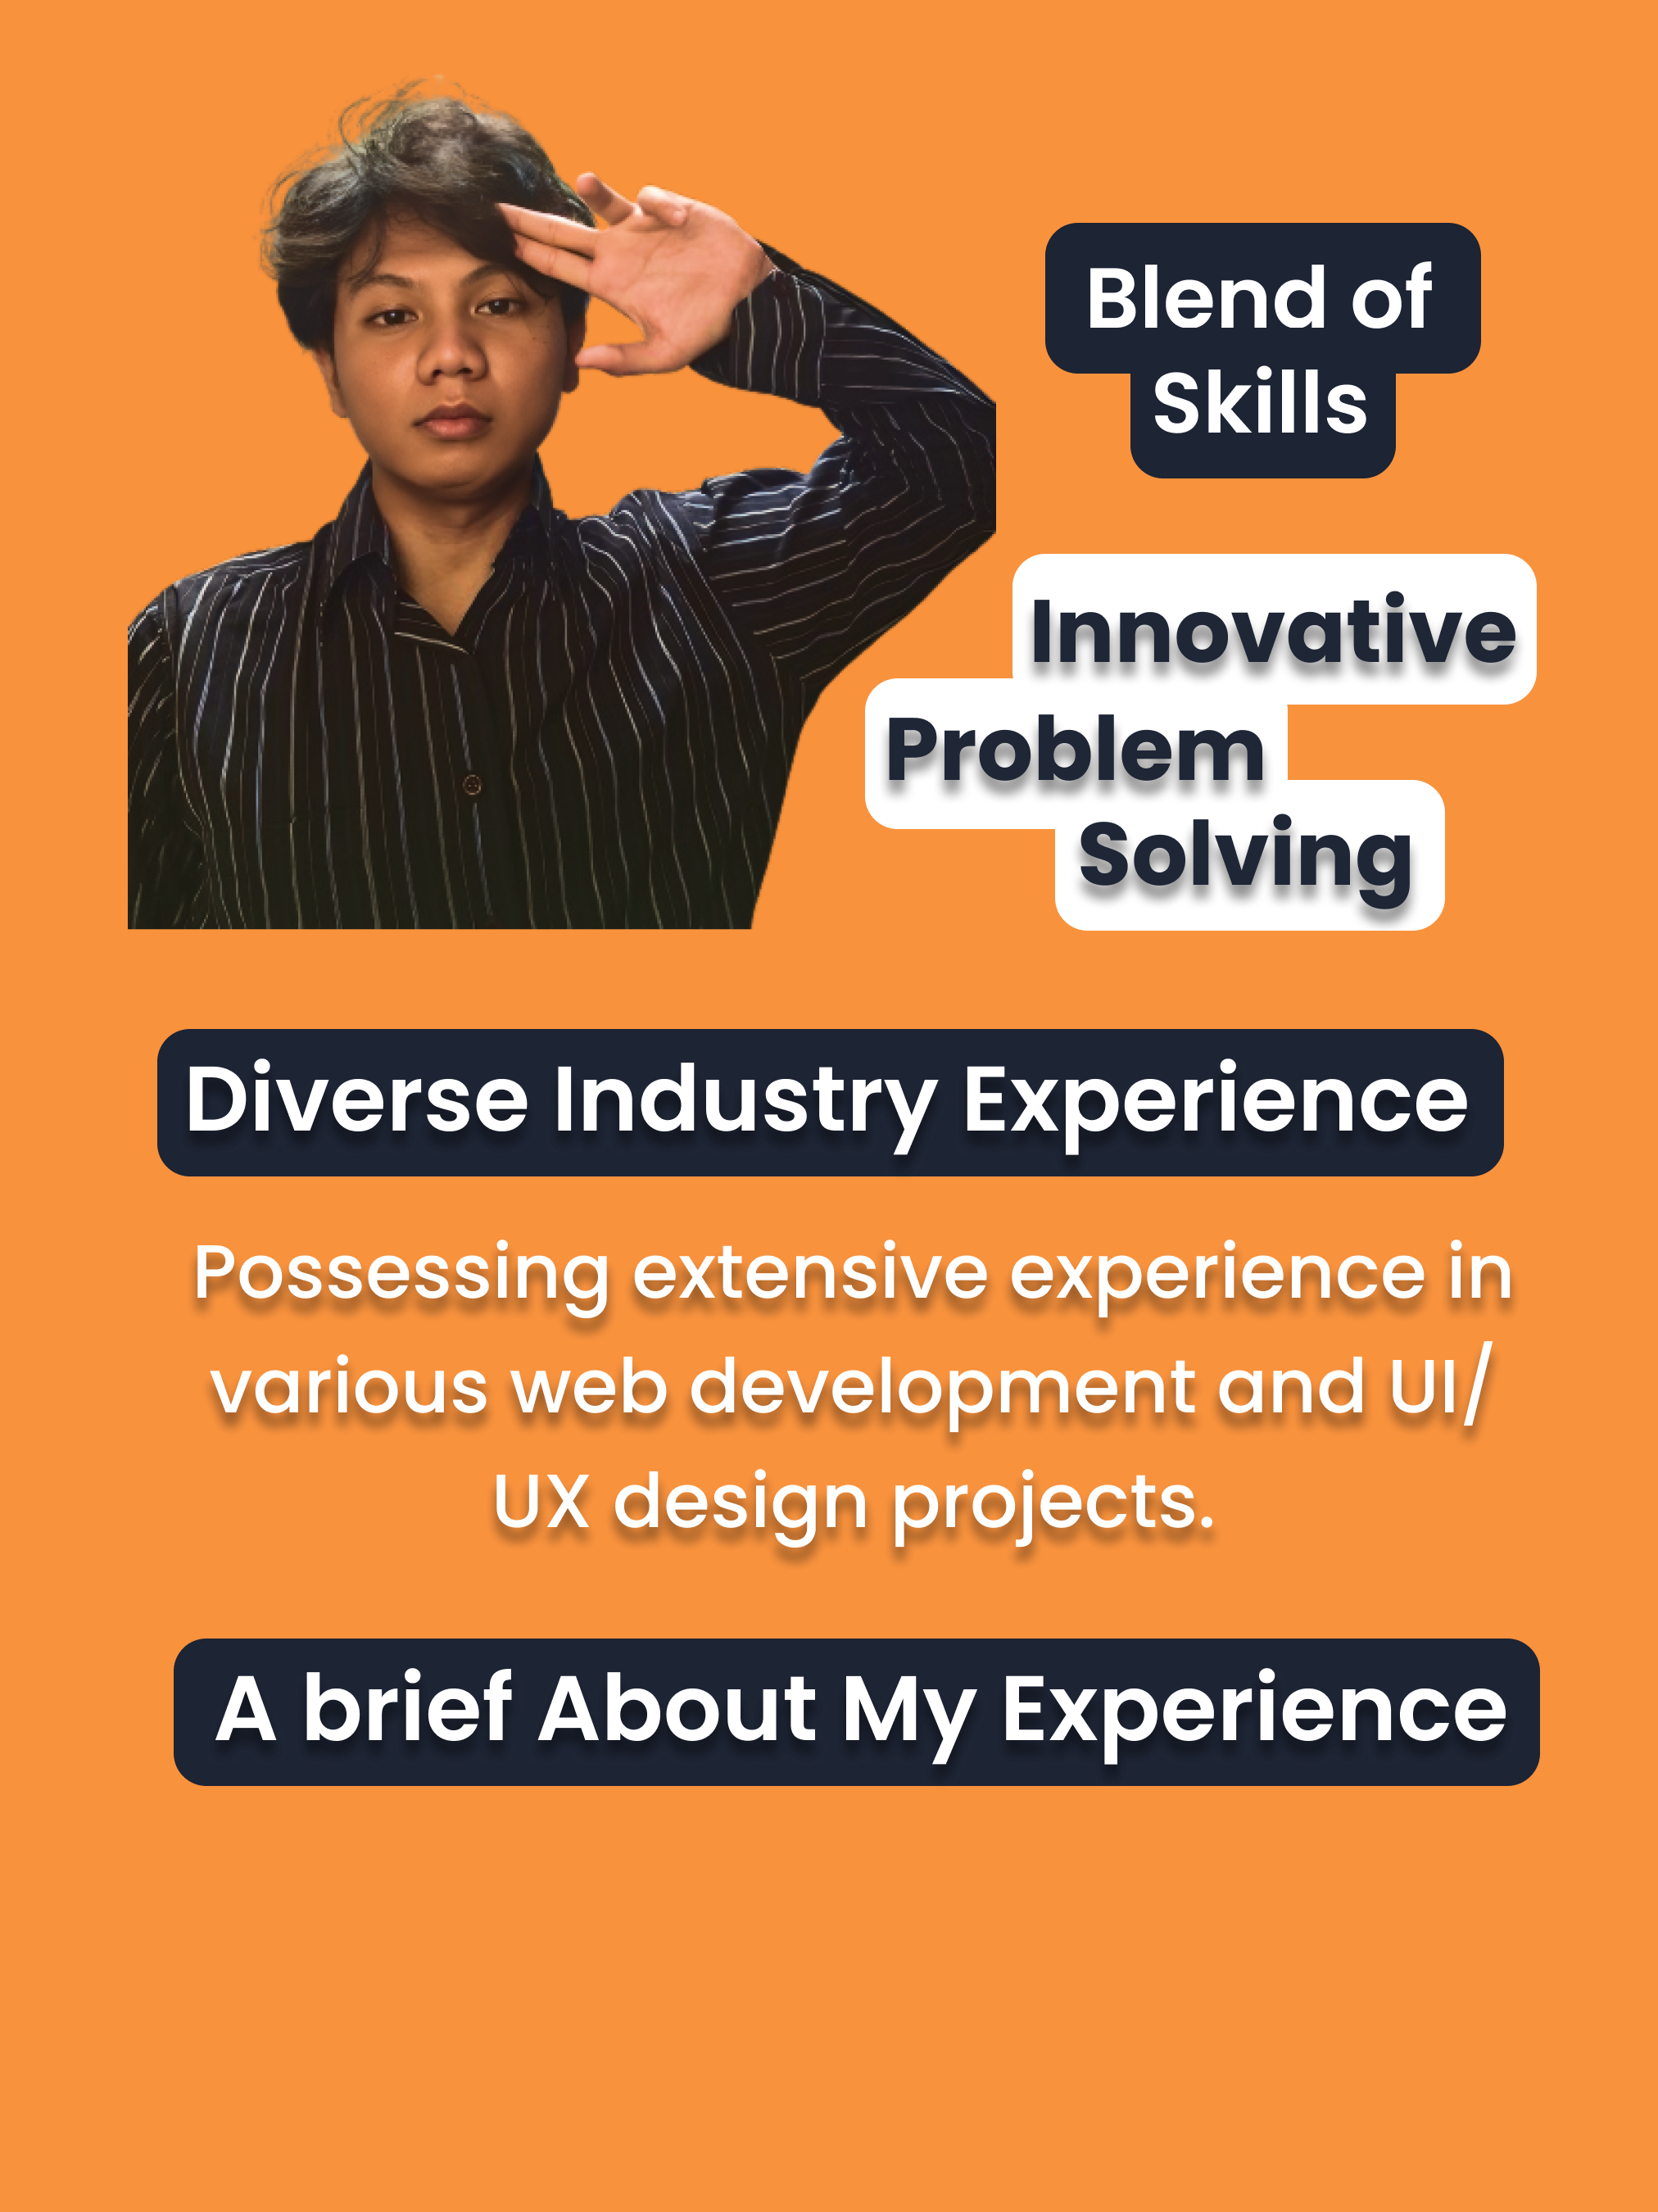 Blend of
Skills
Innovative
Problem
Solving
Diverse Industry Experience
Possessing extensive experience in
various web development and UI/
UX design projects.
A brief About My Experience